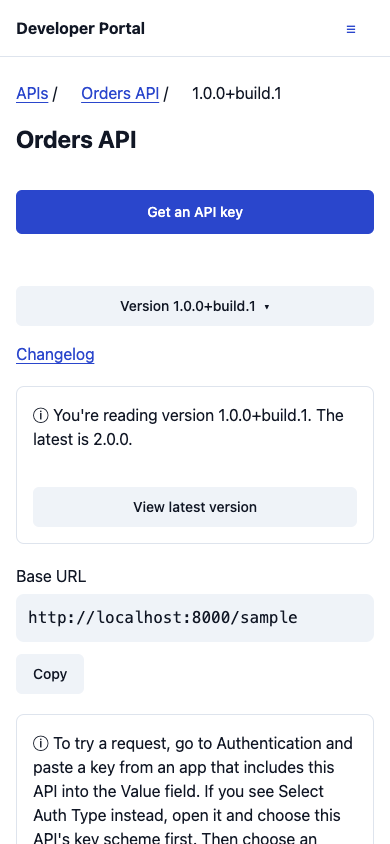 Developer Portal ≡
APIs / Orders API / 1.0.0+build.1
Orders API
Get an API key
Version 1.0.0+build.1 ▾
Changelog
ⓘ You're reading version 1.0.0+build.1. The
latest is 2.0.0.
View latest version
Base URL
http://localhost:8000/sample
Copy
ⓘ To try a request, go to Authentication and
paste a key from an app that includes this
API into the Value field. If you see Select
Auth Type instead, open it and choose this
API's key scheme first. Then choose an